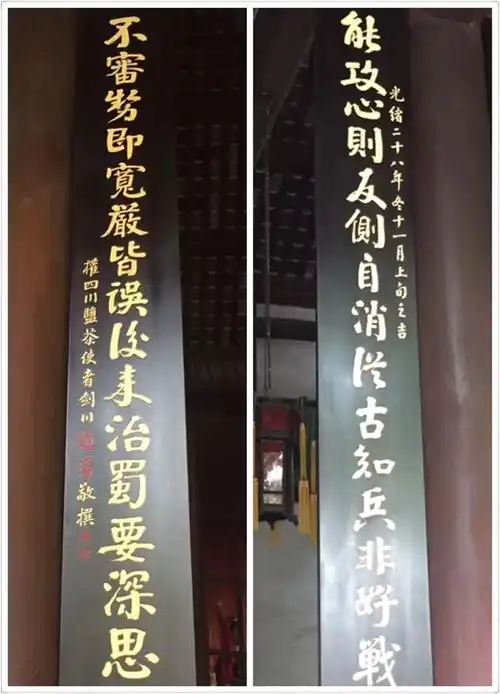 光緒二十八年冬十一月上旬之吉
能攻心則反側自消從古知兵非好戰
不審勢即寬嚴皆誤後來治蜀要深思
權四川鹽茶使者劍川趙藩敬撰